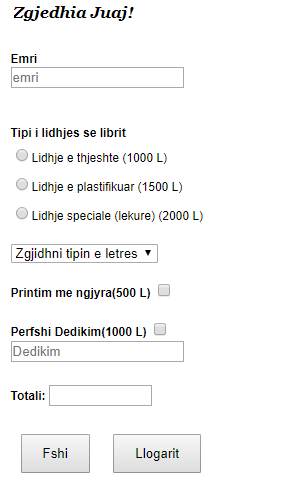 Zgjedhia Juaj!
Emri
emri
Tipi i lidhjes se librit
Lidhje e thjeshte (1000 L)
Lidhje e plastifikuar (1500 L)
Lidhje speciale (lekure) (2000 L)
Zgjidhni tipin e letres
Printim me ngjyra(500 L)
Perfshi Dedikim(1000 L)
Dedikim
Totali:
Fshi Llogarit